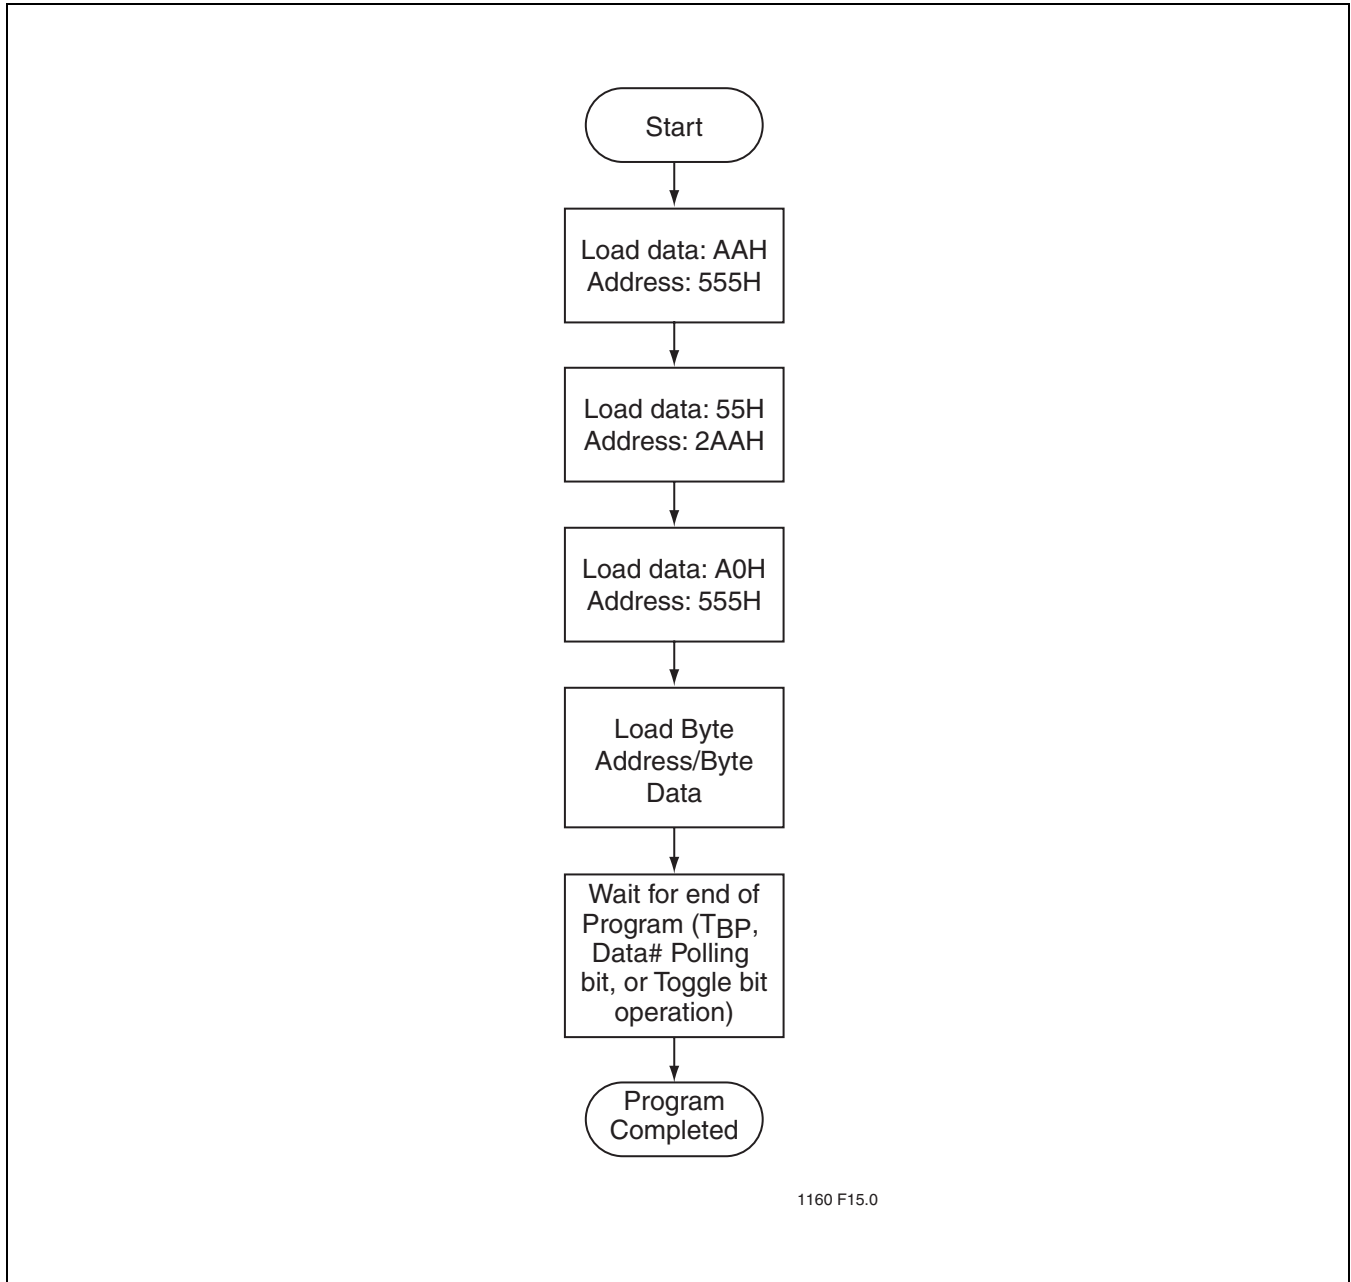 Start
Load data: AAH
Address: 555H
Load data: 55H
Address: 2AAH
Load data: A0H
Address: 555H
Load Byte
Address/Byte
Data
Wait for end of
Program (TBP,
Data# Polling
bit, or Toggle bit
operation)
Program
Completed
1160 F15.0